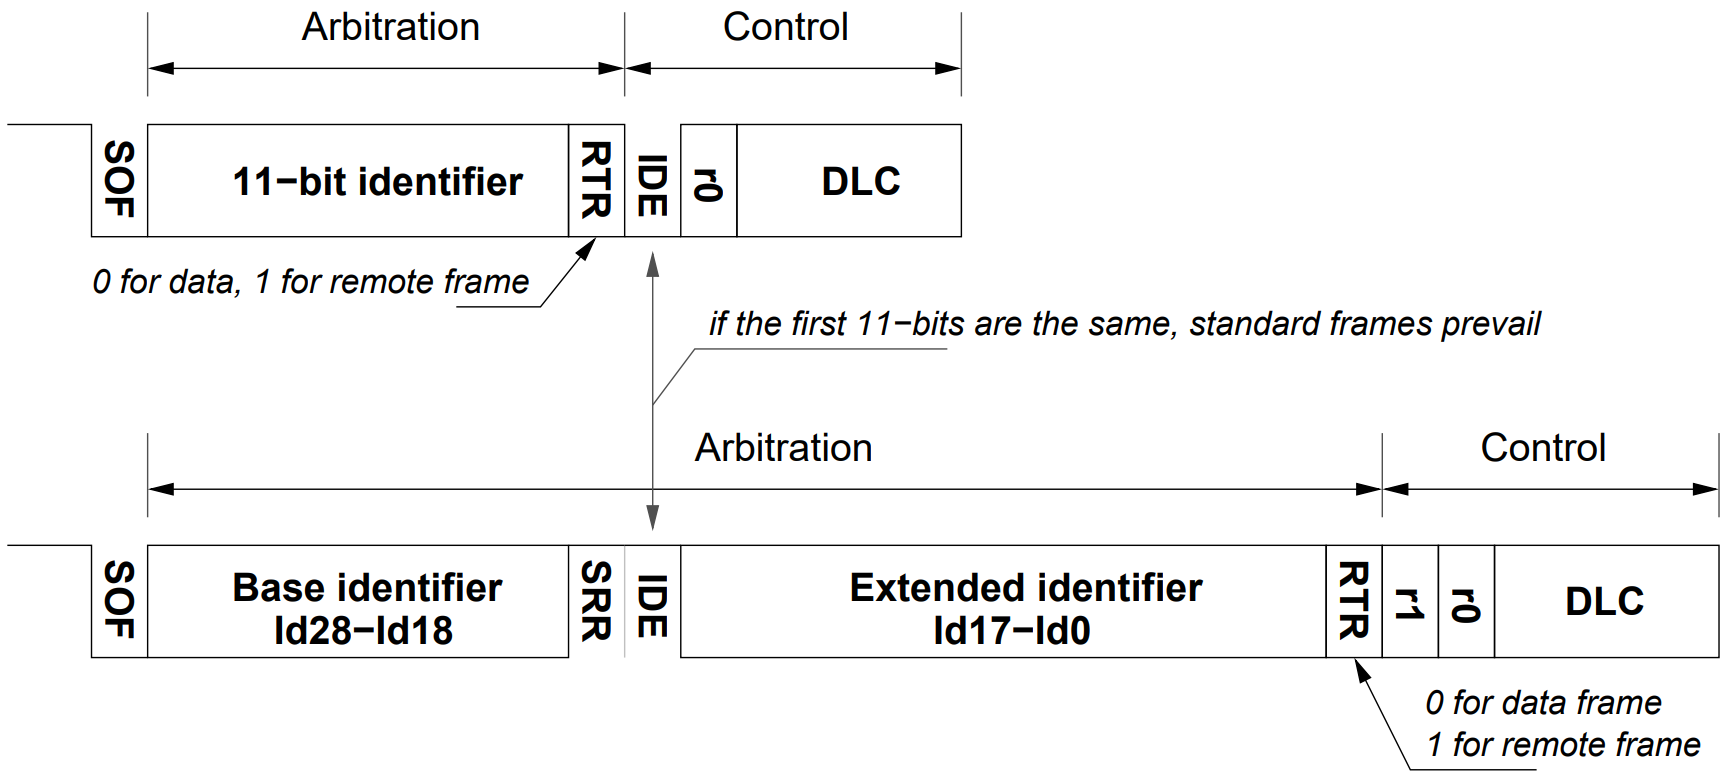 Arbitration
Control
SOF
11−bit identifier
RTR
IDE
r0
DLC
0 for data, 1 for remote frame
if the first 11−bits are the same, standard frames prevail
Arbitration
Control
SOF
Base identifier
Id28−Id18
SRR
IDE
Extended identifier
Id17−Id0
RTR
r1
r0
DLC
0 for data frame
1 for remote frame